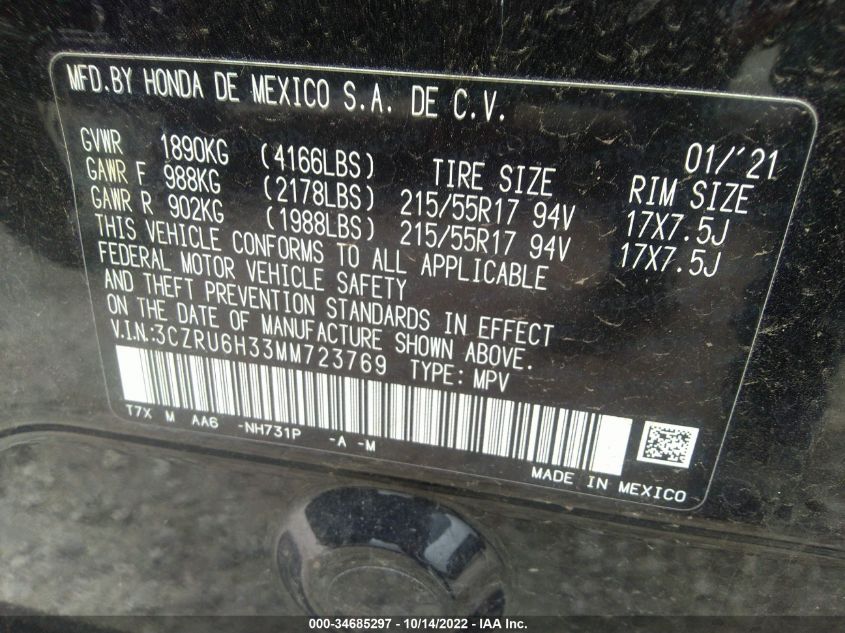 MFD.BY HONDA DE MEXICO S.A. DE C.V.
01/'21
GVWR 1890KG (4166LBS) TIRE SIZE RIM SIZE
GAWR F 988KG (2178LBS) 215/55R17 94V 17X7.5J
GAWR R 902KG (1988LBS) 215/55R17 94V 17X7.5J
THIS VEHICLE CONFORMS TO ALL APPLICABLE
FEDERAL MOTOR VEHICLE SAFETY
AND THEFT PREVENTION STANDARDS IN EFFECT
ON THE DATE OF MANUFACTURE SHOWN ABOVE.
V.I.N:3CZRU6H33MM723769 TYPE: MPV
T7X M AA6 -NH731P -A -M
MADE IN MEXICO
000-34685297 - 10/14/2022 - IAA Inc.